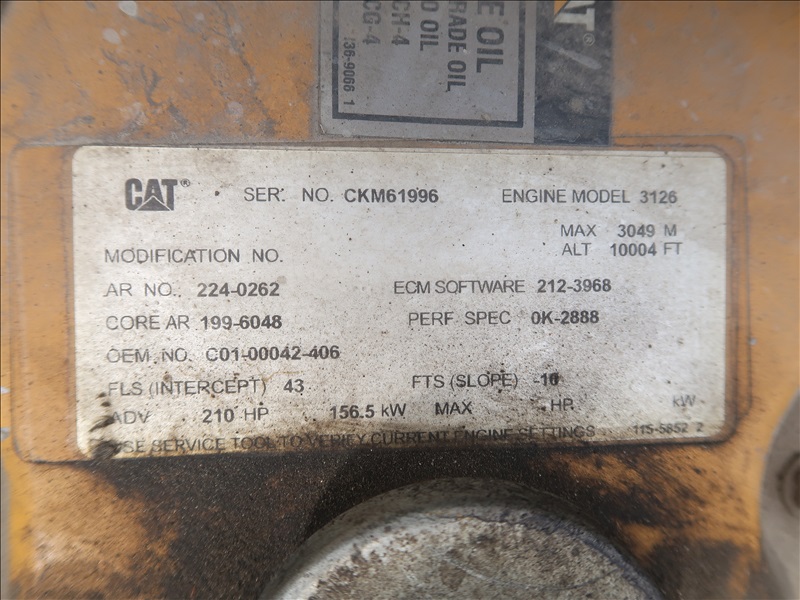 E OIL
RADE OIL
D OIL
CH-4
CG-4
136-9066 1
CAT®
CAT® SER. NO. CKM61996 ENGINE MODEL 3126
MAX 3049 M
ALT 10004 FT
MODIFICATION NO.
AR NO. 224-0262 ECM SOFTWARE 212-3968
CORE AR 199-6048 PERF SPEC 0K-2888
OEM NO. C01-00042-406
FLS (INTERCEPT) 43 FTS (SLOPE) -10
ADV 210 HP 156.5 kW MAX HP kW
USE SERVICE TOOL TO VERIFY CURRENT ENGINE SETTINGS 115-5852 2